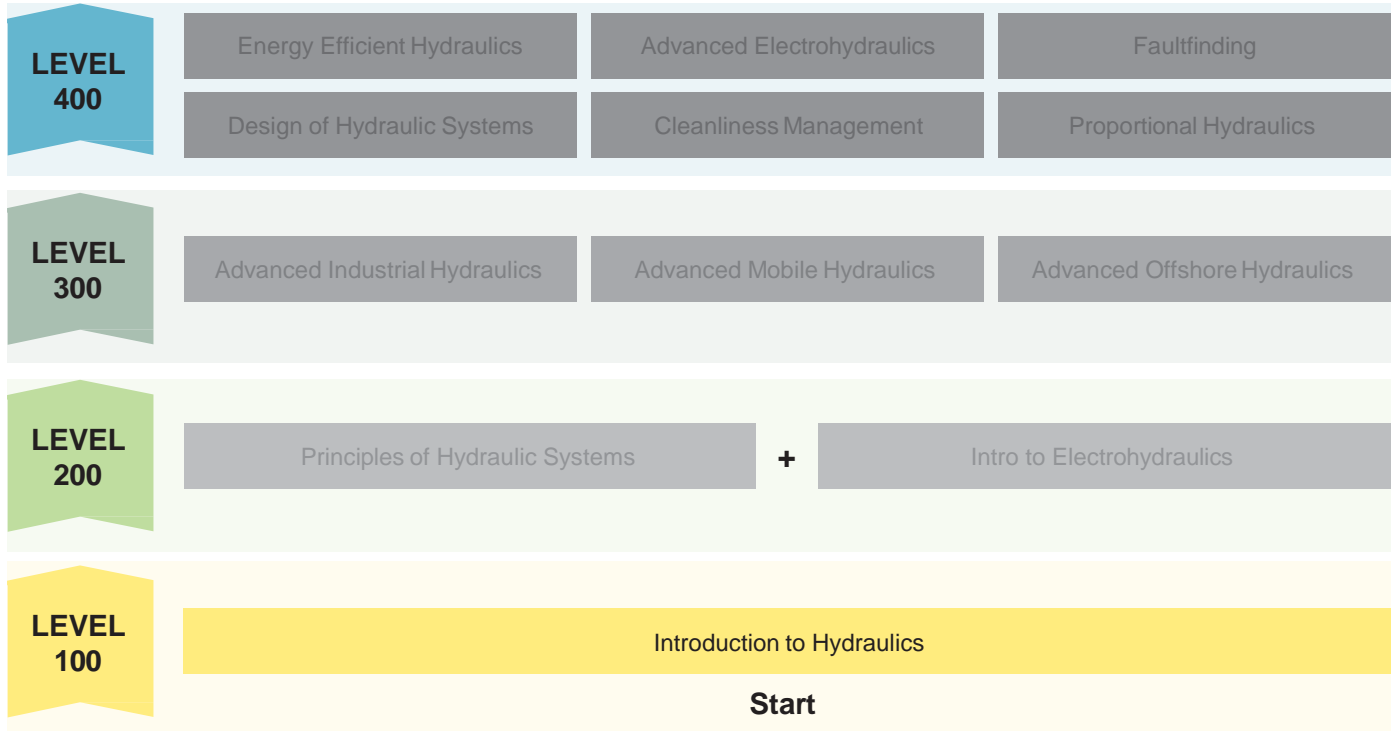 LEVEL
400
Energy Efficient Hydraulics
Advanced Electrohydraulics
Faultfinding
Design of Hydraulic Systems
Cleanliness Management
Proportional Hydraulics
LEVEL
300
Advanced Industrial Hydraulics
Advanced Mobile Hydraulics
Advanced Offshore Hydraulics
LEVEL
200
Principles of Hydraulic Systems
+
Intro to Electrohydraulics
LEVEL
100
Introduction to Hydraulics
Start